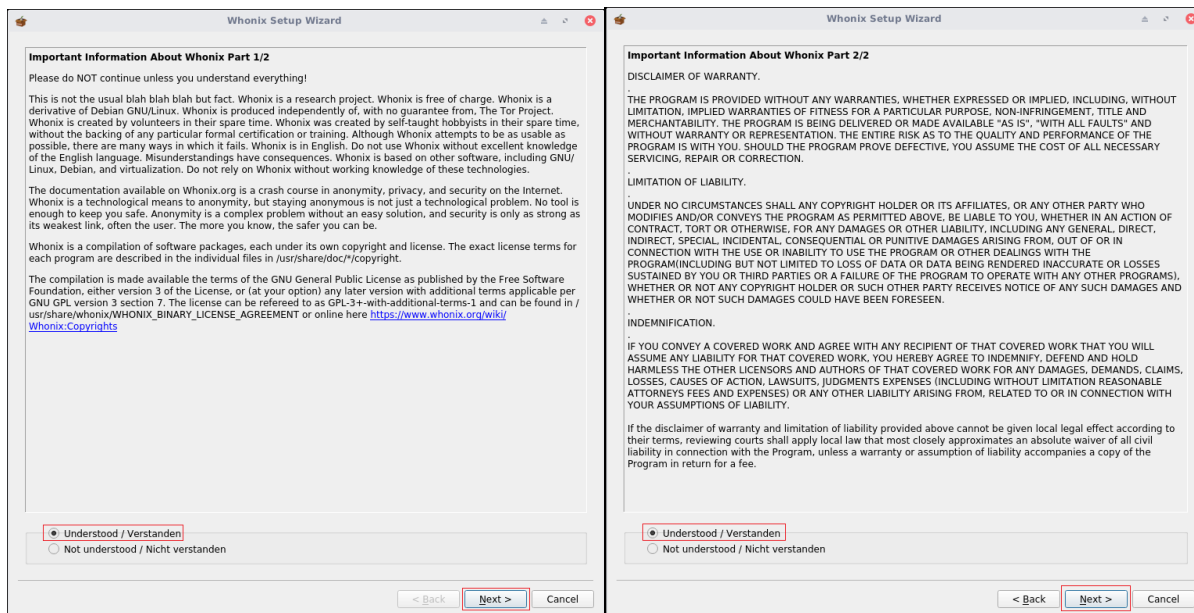 Whonix Setup Wizard
Important Information About Whonix Part 1/2
Please do NOT continue unless you understand everything!
This is not the usual blah blah blah but fact. Whonix is a research project. Whonix is free of charge. Whonix is a
derivative of Debian GNU/Linux. Whonix is produced independently of, with no guarantee from, The Tor Project.
Whonix is created by volunteers in their spare time. Whonix was created by self-taught hobbyists in their spare time,
without the backing of any particular formal certification or training. Although Whonix attempts to be as usable as
possible, there are many ways in which it fails. Whonix is in English. Do not use Whonix without excellent knowledge
of the English language. Misunderstandings have consequences. Whonix is based on other software, including GNU/
Linux, Debian, and virtualization. Do not rely on Whonix without working knowledge of these technologies.
The documentation available on Whonix.org is a crash course in anonymity, privacy, and security on the Internet.
Whonix is a technological means to anonymity, but staying anonymous is not just a technological problem. No tool is
enough to keep you safe. Anonymity is a complex problem without an easy solution, and security is only as strong as
its weakest link, often the user. The more you know, the safer you can be.
Whonix is a compilation of software packages, each under its own copyright and license. The exact license terms for
each program are described in the individual files in /usr/share/doc/*/copyright.
The compilation is made available the terms of the GNU General Public License as published by the Free Software
Foundation, either version 3 of the License, or (at your option) any later version with additional terms applicable per
GNU GPL version 3 section 7. The license can be refereed to as GPL-3+-with-additional-terms-1 and can be found in /
usr/share/whonix/WHONIX_BINARY_LICENSE_AGREEMENT or online here https://www.whonix.org/wiki/
Whonix:Copyrights
Understood / Verstanden
Not understood / Nicht verstanden
< Back
Next >
Cancel
Whonix Setup Wizard
Important Information About Whonix Part 2/2
DISCLAIMER OF WARRANTY.
.
THE PROGRAM IS PROVIDED WITHOUT ANY WARRANTIES, WHETHER EXPRESSED OR IMPLIED, INCLUDING, WITHOUT
LIMITATION, IMPLIED WARRANTIES OF FITNESS FOR A PARTICULAR PURPOSE, NON-INFRINGEMENT, TITLE AND
MERCHANTABILITY. THE PROGRAM IS BEING DELIVERED OR MADE AVAILABLE "AS IS", "WITH ALL FAULTS" AND
WITHOUT WARRANTY OR REPRESENTATION. THE ENTIRE RISK AS TO THE QUALITY AND PERFORMANCE OF THE
PROGRAM IS WITH YOU. SHOULD THE PROGRAM PROVE DEFECTIVE, YOU ASSUME THE COST OF ALL NECESSARY
SERVICING, REPAIR OR CORRECTION.
.
LIMITATION OF LIABILITY.
.
UNDER NO CIRCUMSTANCES SHALL ANY COPYRIGHT HOLDER OR ITS AFFILIATES, OR ANY OTHER PARTY WHO
MODIFIES AND/OR CONVEYS THE PROGRAM AS PERMITTED ABOVE, BE LIABLE TO YOU, WHETHER IN AN ACTION OF
CONTRACT, TORT OR OTHERWISE, FOR ANY DAMAGES OR OTHER LIABILITY, INCLUDING ANY GENERAL, DIRECT,
INDIRECT, SPECIAL, INCIDENTAL, CONSEQUENTIAL OR PUNITIVE DAMAGES ARISING FROM, OUT OF OR IN
CONNECTION WITH THE USE OR INABILITY TO USE THE PROGRAM OR OTHER DEALINGS WITH THE
PROGRAM(INCLUDING BUT NOT LIMITED TO LOSS OF DATA OR DATA BEING RENDERED INACCURATE OR LOSSES
SUSTAINED BY YOU OR THIRD PARTIES OR A FAILURE OF THE PROGRAM TO OPERATE WITH ANY OTHER PROGRAMS),
WHETHER OR NOT ANY COPYRIGHT HOLDER OR SUCH OTHER PARTY RECEIVES NOTICE OF ANY SUCH DAMAGES AND
WHETHER OR NOT SUCH DAMAGES COULD HAVE BEEN FORESEEN.
.
INDEMNIFICATION.
.
IF YOU CONVEY A COVERED WORK AND AGREE WITH ANY RECIPIENT OF THAT COVERED WORK THAT YOU WILL
ASSUME ANY LIABILITY FOR THAT COVERED WORK, YOU HEREBY AGREE TO INDEMNIFY, DEFEND AND HOLD
HARMLESS THE OTHER LICENSORS AND AUTHORS OF THAT COVERED WORK FOR ANY DAMAGES, DEMANDS, CLAIMS,
LOSSES, CAUSES OF ACTION, LAWSUITS, JUDGMENTS EXPENSES (INCLUDING WITHOUT LIMITATION REASONABLE
ATTORNEYS FEES AND EXPENSES) OR ANY OTHER LIABILITY ARISING FROM, RELATED TO OR IN CONNECTION WITH
YOUR ASSUMPTIONS OF LIABILITY.
If the disclaimer of warranty and limitation of liability provided above cannot be given local legal effect according to
their terms, reviewing courts shall apply local law that most closely approximates an absolute waiver of all civil
liability in connection with the Program, unless a warranty or assumption of liability accompanies a copy of the
Program in return for a fee.
Understood / Verstanden
Not understood / Nicht verstanden
< Back
Next >
Cancel